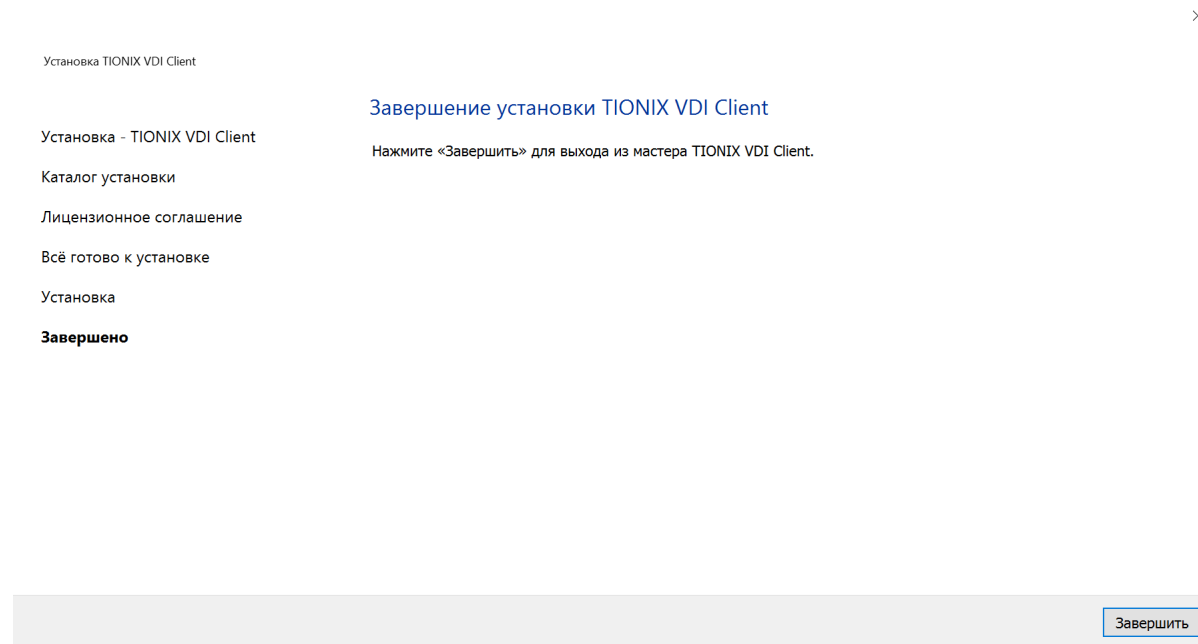 Установка TIONIX VDI Client
Завершение установки TIONIX VDI Client
Нажмите «Завершить» для выхода из мастера TIONIX VDI Client.
Установка - TIONIX VDI Client
Каталог установки
Лицензионное соглашение
Всё готово к установке
Установка
Завершено
Завершить